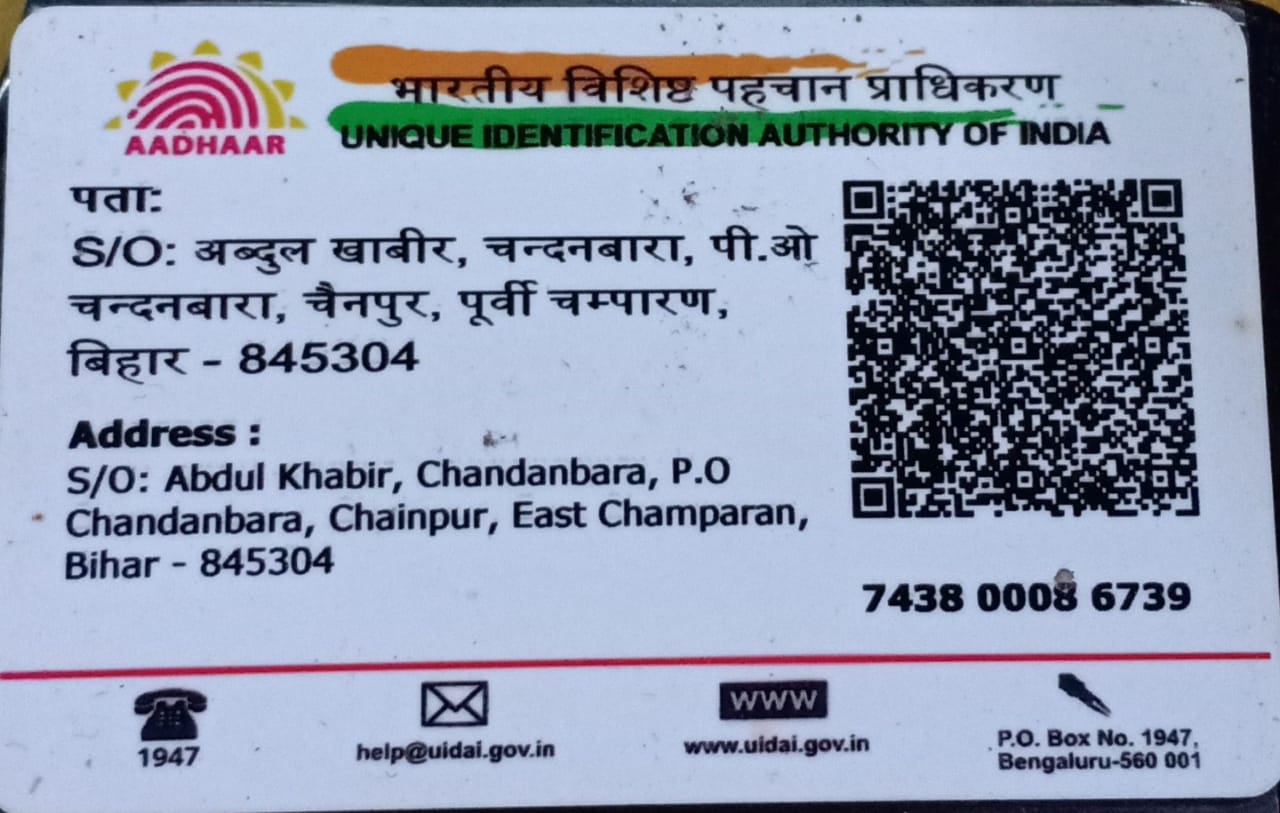 AADHAAR
भारतीय विशिष्ट पहचान प्राधिकरण
UNIQUE IDENTIFICATION AUTHORITY OF INDIA
पता:
S/O: अब्दुल खाबीर, चन्दनबारा, पी.ओ
चन्दनबारा, चैनपुर, पूर्वी चम्पारण,
बिहार - 845304
Address :
S/O: Abdul Khabir, Chandanbara, P.O
Chandanbara, Chainpur, East Champaran,
Bihar - 845304
7438 0008 6739
1947
help@uidai.gov.in
WWW
www.uidai.gov.in
P.O. Box No. 1947,
Bengaluru-560 001